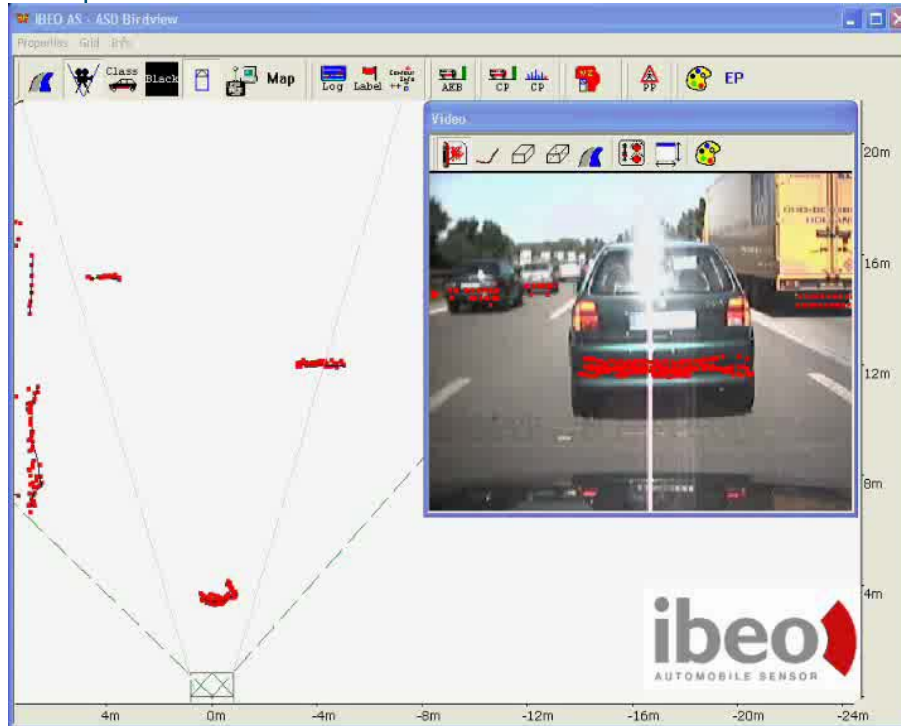 IBEO AS - ASD Birdview
Properties Grid Info
Class
Black
Map
Log
Label
AKB
CP
CP
PP
EP
Video
20m
16m
12m
8m
4m
ibeo
AUTOMOBILE SENSOR
4m
0m
-4m
-8m
-12m
-16m
-20m
-24m